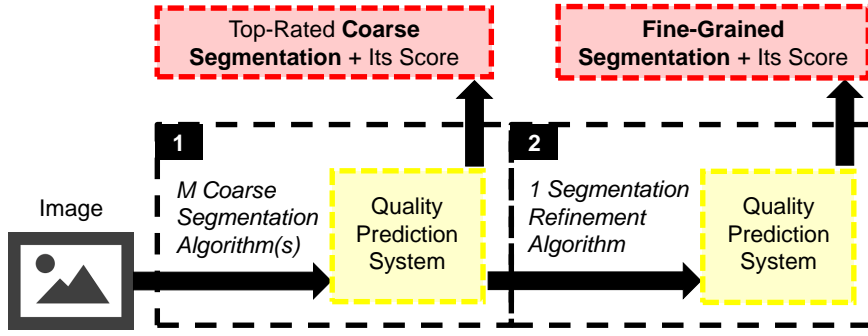 Top-Rated Coarse
Segmentation + Its Score
Fine-Grained
Segmentation + Its Score
1
M Coarse
Segmentation
Algorithm(s)
Quality
Prediction
System
2
1 Segmentation
Refinement
Algorithm
Quality
Prediction
System
Image